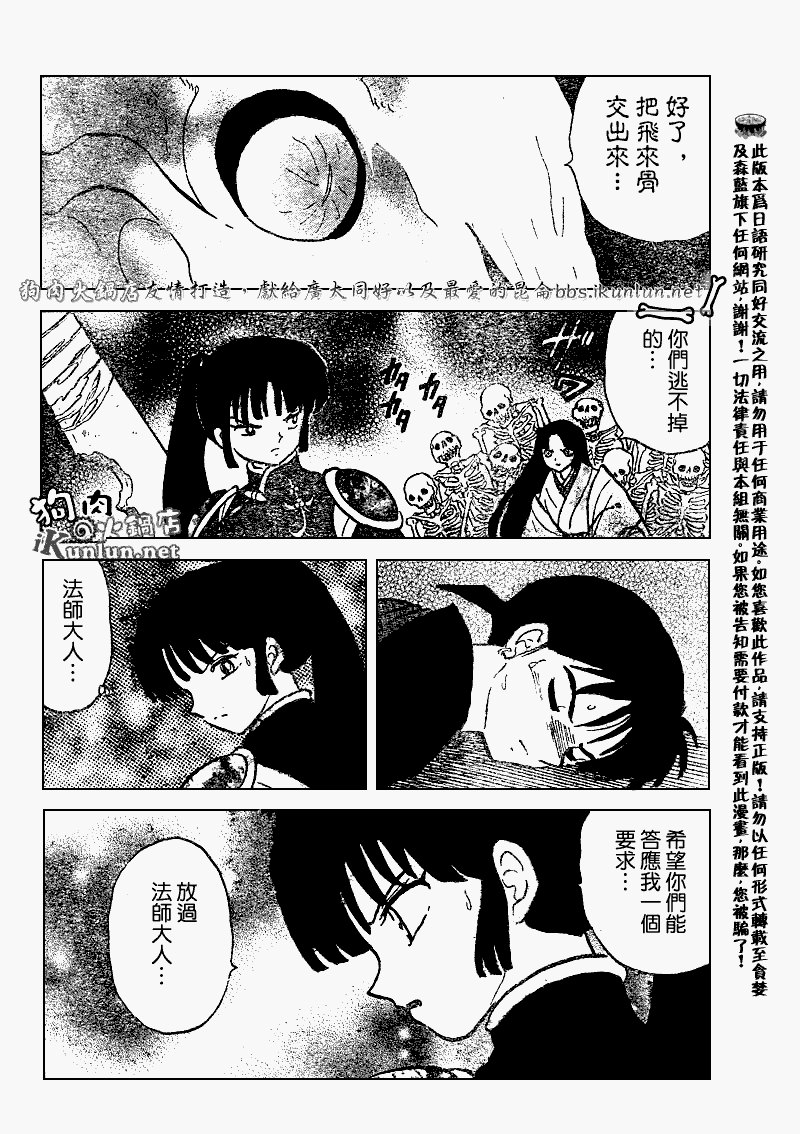 好了，
把飛來骨
交出來…
狗肉火鍋店友情打造，獻給廣大同好以及最愛的昆侖bbs.ikunlun.net
你們逃不掉
的…
カタ
カタ
狗肉
火鍋店
iKunlun.net
法師大人…
希望你們能
答應我一個
要求…
放過
法師大人…
此版本爲日語研究同好交流之用，請勿用于任何商業用途。如您喜歡此作品，請支持正版！請勿以任何形式轉載至貪婪
及森藍旗下任何網站，謝謝！一切法律責任與本組無關。如果您被告知需要付款才能看到此漫畫，那麼，您被騙了！